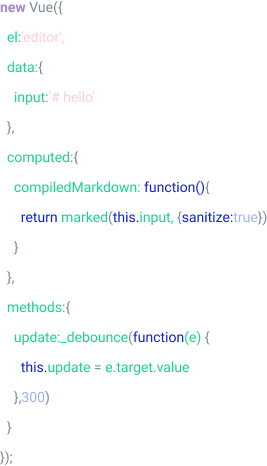 new Vue({
el:'editor',
data:{
input:'# hello'
},
computed:{
compiledMarkdown: function(){
return marked(this.input, {sanitize:true})
}
},
methods:{
update:_debounce(function(e) {
this.update = e.target.value
},300)
}
});